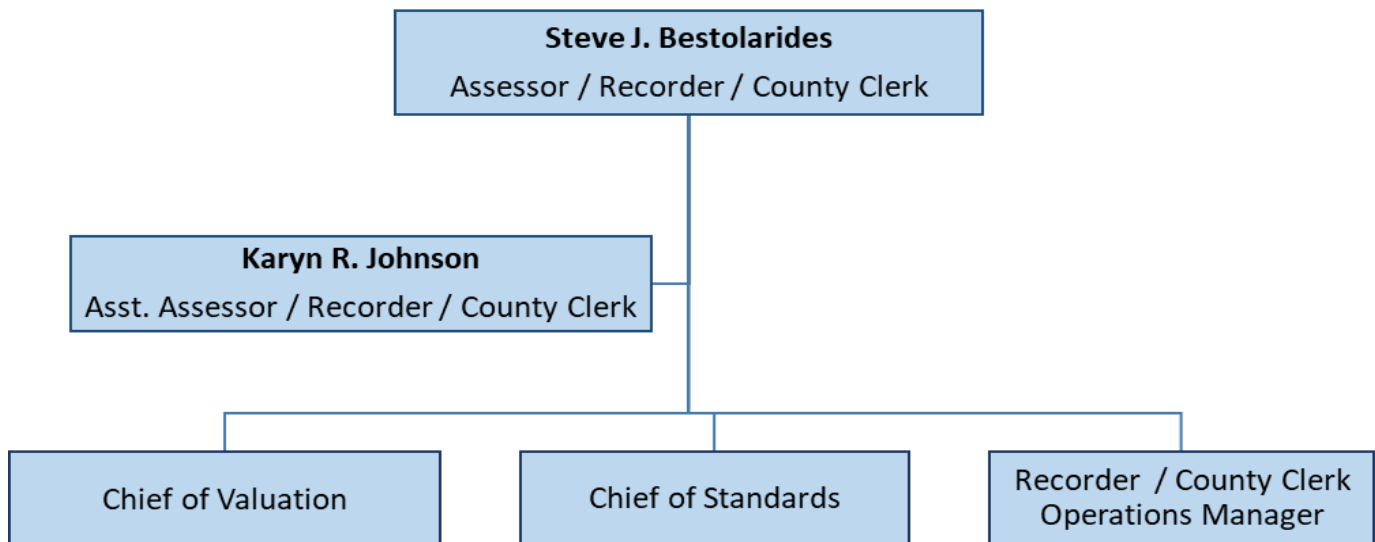 Steve J. Bestolarides
Assessor / Recorder / County Clerk
Karyn R. Johnson
Asst. Assessor / Recorder / County Clerk
Chief of Valuation
Chief of Standards
Recorder / County Clerk
Operations Manager